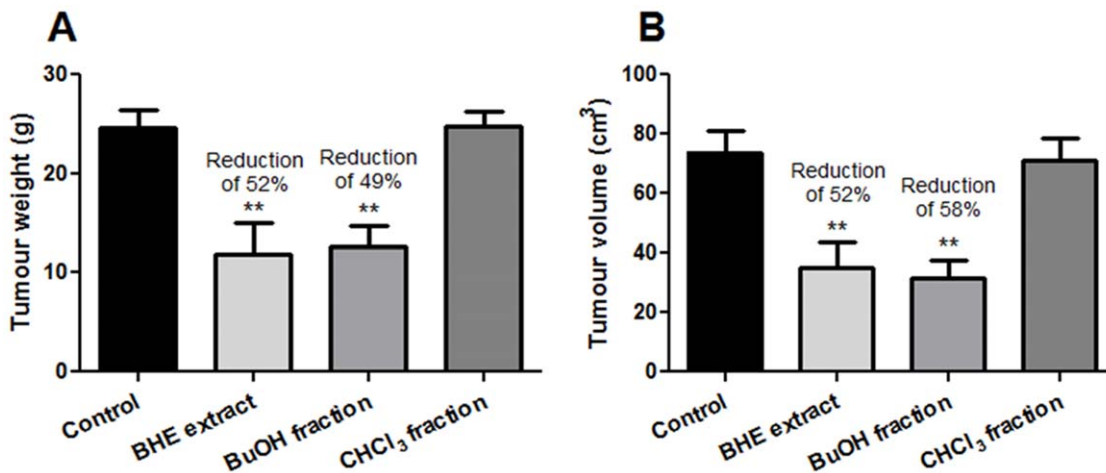 A
Tumour weight (g)
30
20
10
0
Reduction
of 52%
**
Reduction
of 49%
**
Control
BHE extract
BuOH fraction
CHCl3 fraction
B
Tumour volume (cm3)
100
80
60
40
20
0
Reduction
of 52%
**
Reduction
of 58%
**
Control
BHE extract
BuOH fraction
CHCl3 fraction